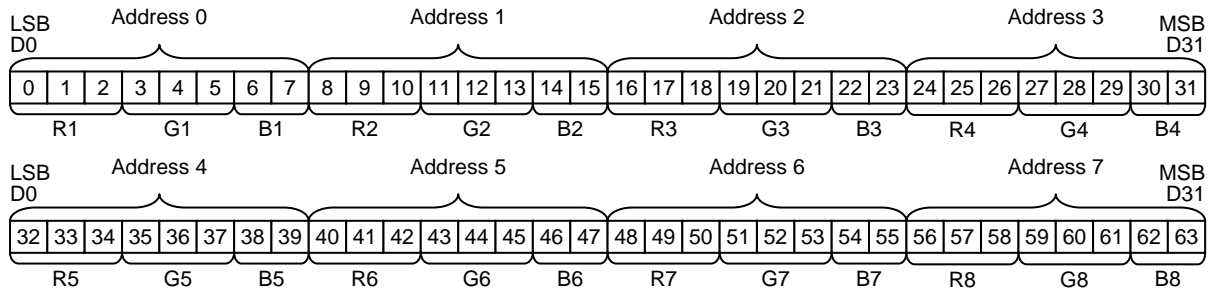 LSB Address 0 Address 1 Address 2 Address 3 MSB
D0 D31
0 1 2 3 4 5 6 7 8 9 10 11 12 13 14 15 16 17 18 19 20 21 22 23 24 25 26 27 28 29 30 31
R1 G1 B1 R2 G2 B2 R3 G3 B3 R4 G4 B4
LSB Address 4 Address 5 Address 6 Address 7 MSB
D0 D31
32 33 34 35 36 37 38 39 40 41 42 43 44 45 46 47 48 49 50 51 52 53 54 55 56 57 58 59 60 61 62 63
R5 G5 B5 R6 G6 B6 R7 G7 B7 R8 G8 B8